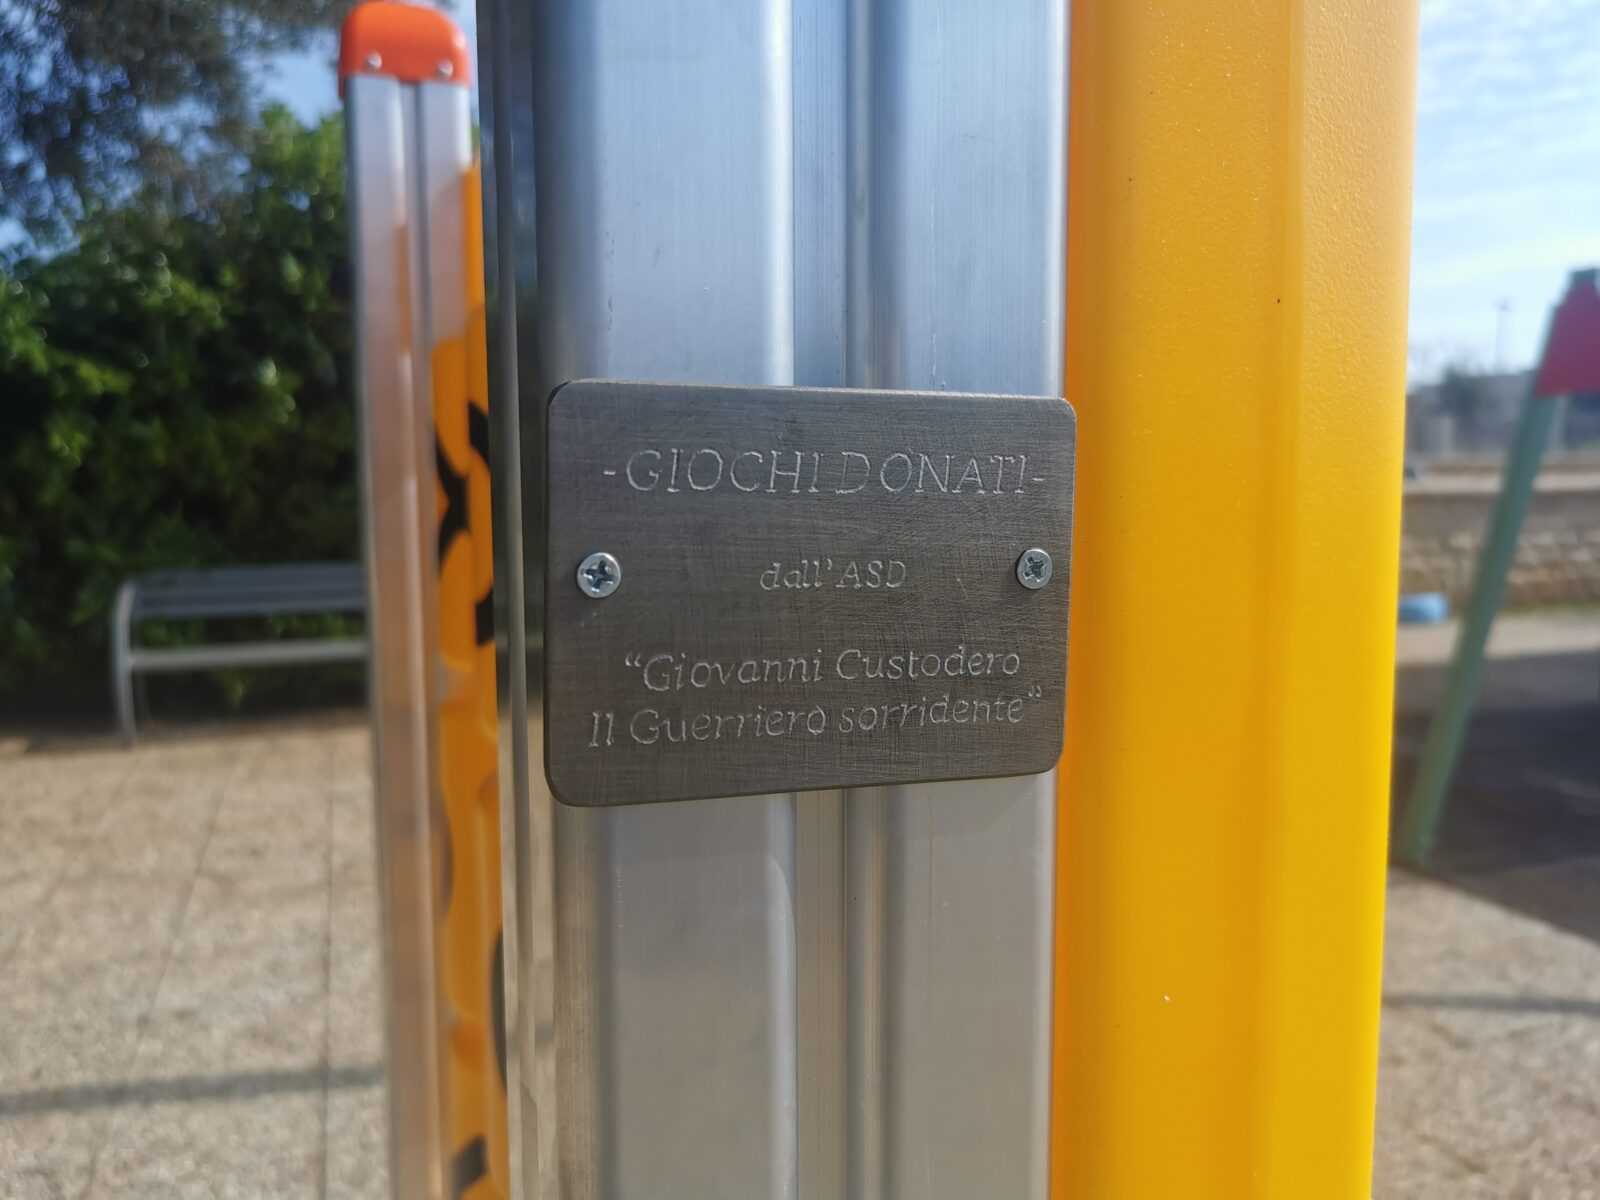 -GIOCHI DONATI-
dall'ASD
“Giovanni Custodero
Il Guerriero sorridente”